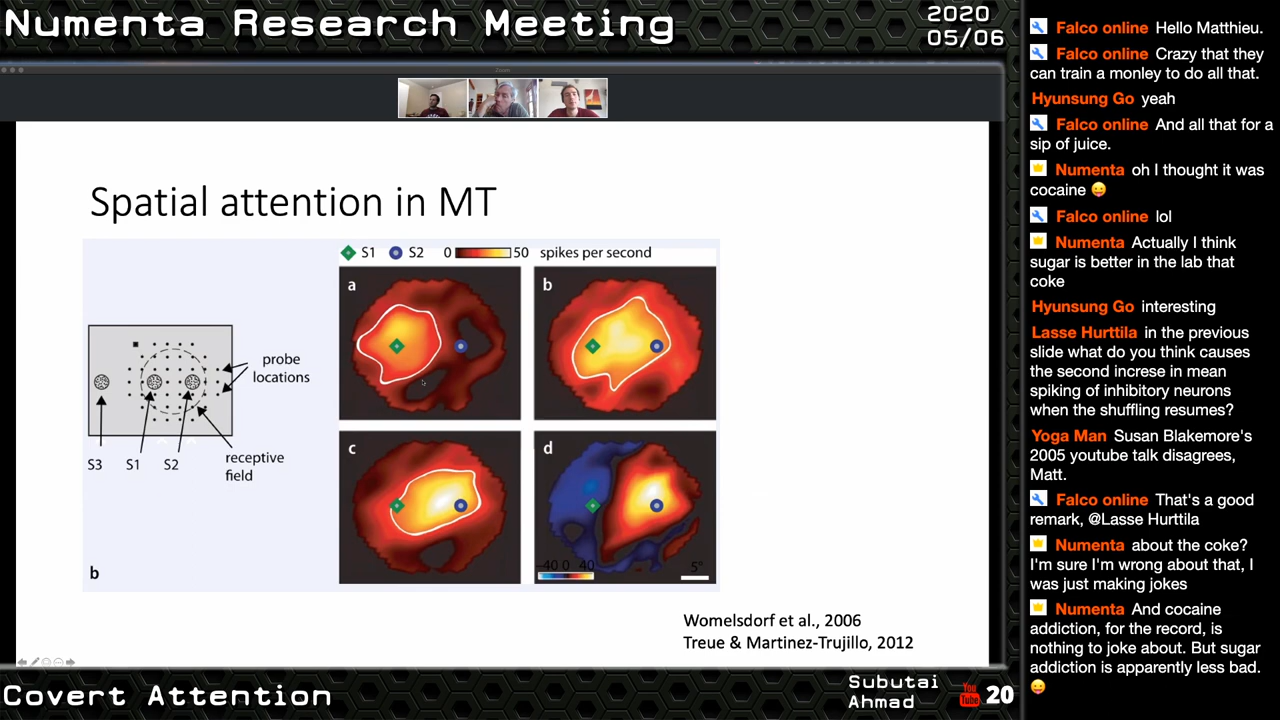 Numenta Research Meeting
2020
05/06
Zoom
Spatial attention in MT
S1 S2 0 50 spikes per second
a
b
probe
locations
S3 S1 S2
receptive
field
c
d
-40 0 40
5°
b
Womelsdorf et al., 2006
Treue & Martinez-Trujillo, 2012
Covert Attention
Subutai
Ahmad
You
Tube
20
Falco online Hello Matthieu.
Falco online Crazy that they
can train a monley to do all that.
Hyunsung Go yeah
Falco online And all that for a
sip of juice.
Numenta oh I thought it was
cocaine 😛
Falco online lol
Numenta Actually I think
sugar is better in the lab that
coke
Hyunsung Go interesting
Lasse Hurttila in the previous
slide what do you think causes
the second increse in mean
spiking of inhibitory neurons
when the shuffling resumes?
Yoga Man Susan Blakemore's
2005 youtube talk disagrees,
Matt.
Falco online That's a good
remark, @Lasse Hurttila
Numenta about the coke?
I'm sure I'm wrong about that, I
was just making jokes
Numenta And cocaine
addiction, for the record, is
nothing to joke about. But sugar
addiction is apparently less bad.
😛